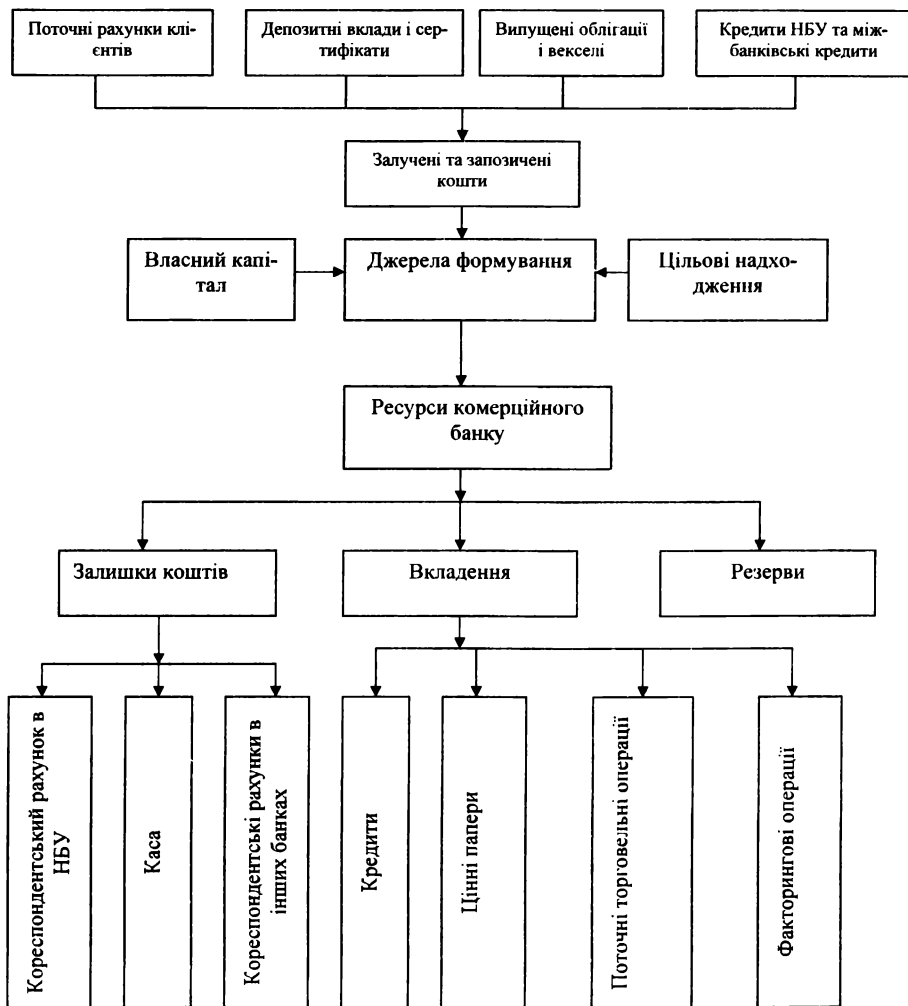 Поточні рахунки клі-
єнтів
Депозитні вклади і сер-
тифікати
Випущені облігації
і векселі
Кредити НБУ та між-
банківські кредити
Залучені та запозичені
кошти
Власний капі-
тал
Джерела формування
Цільові надхо-
дження
Ресурси комерційного
банку
Залишки коштів
Вкладення
Резерви
Кореспондентський рахунок в
НБУ
Каса
Кореспондентські рахунки в
інших банках
Кредити
Цінні папери
Поточні торговельні операції
Факторингові операції